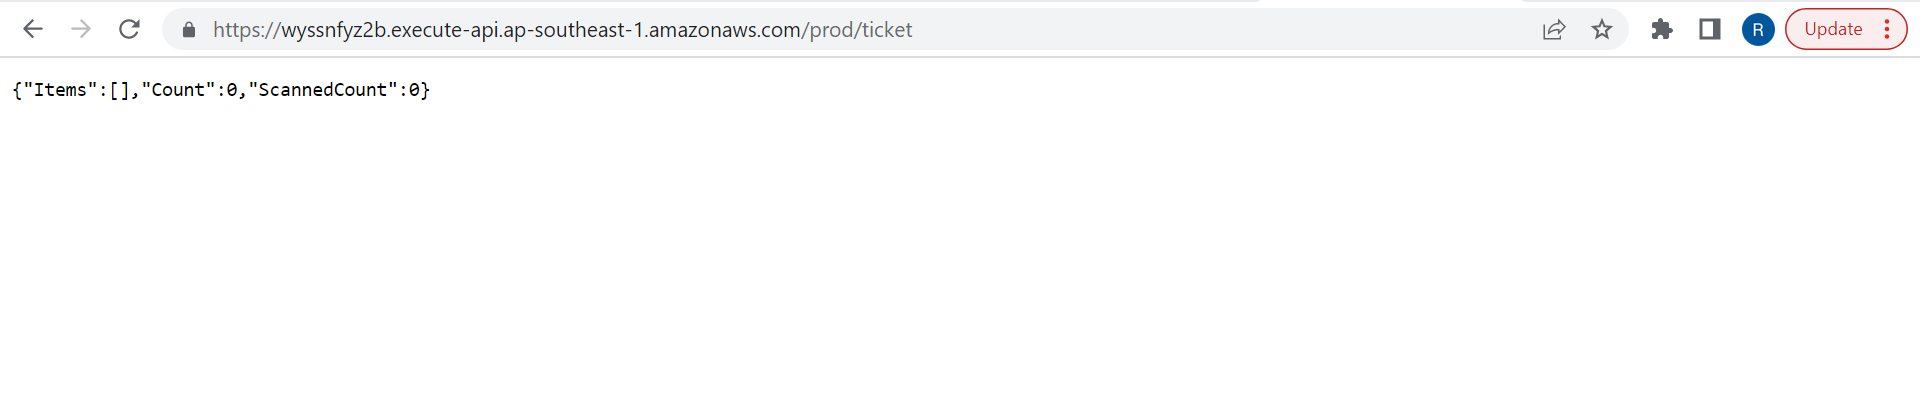 https://wyssnfyz2b.execute-api.ap-southeast-1.amazonaws.com/prod/ticket
R
Update
{"Items":[],"Count":0,"ScannedCount":0}